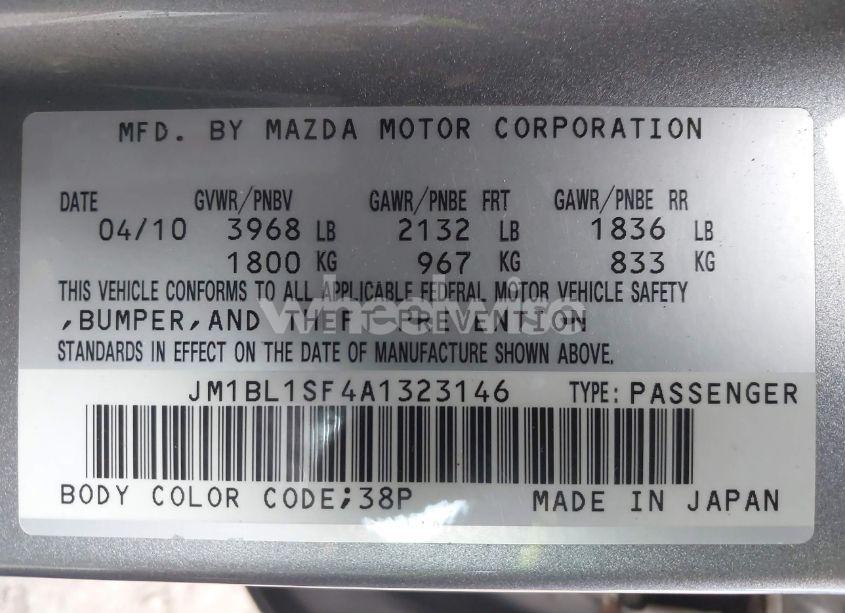 MFD. BY MAZDA MOTOR CORPORATION
DATE GVWR/PNBV GAWR/PNBE FRT GAWR/PNBE RR
04/10 3968 LB 2132 LB 1836 LB
1800 KG 967 KG 833 KG
THIS VEHICLE CONFORMS TO ALL APPLICABLE FEDERAL MOTOR VEHICLE SAFETY
wheelwise
,BUMPER,AND THEFT PREVENTION
STANDARDS IN EFFECT ON THE DATE OF MANUFACTURE SHOWN ABOVE.
JM1BL1SF4A1323146 TYPE: PASSENGER
BODY COLOR CODE;38P MADE IN JAPAN